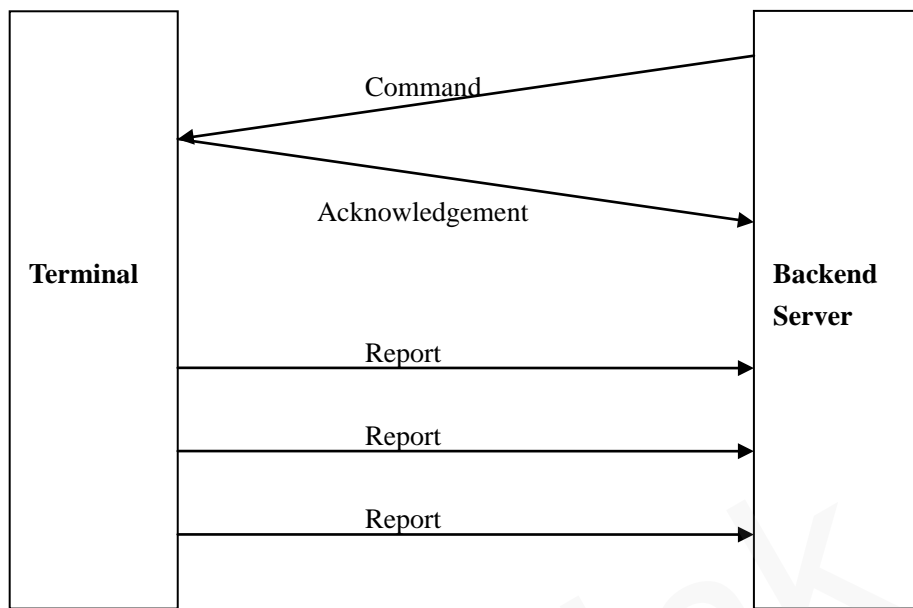 Command
Acknowledgement
Terminal
Backend
Server
Report
Report
Report